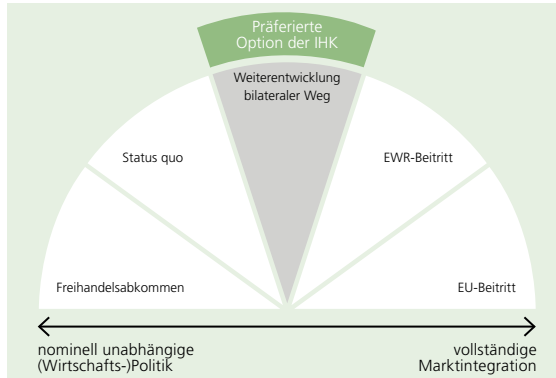 Präferierte
Option der IHK
Weiterentwicklung
bilateraler Weg
Status quo
EWR-Beitritt
Freihandelsabkommen
EU-Beitritt
nominell unabhängige
(Wirtschafts-)Politik
vollständige
Marktintegration